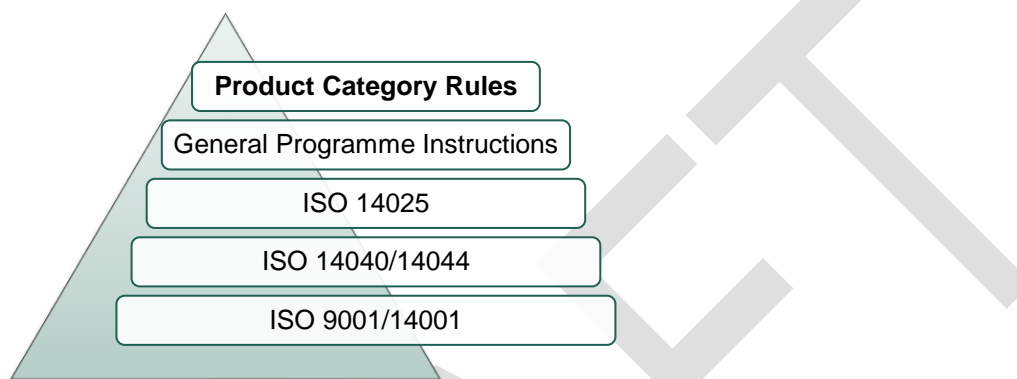 Product Category Rules
General Programme Instructions
ISO 14025
ISO 14040/14044
ISO 9001/14001